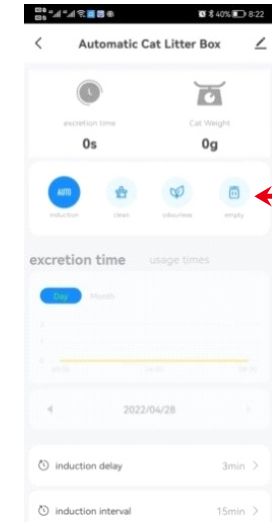 40% 8:22
Automatic Cat Litter Box
excretion time Cat Weight
0s 0g
AUTO
induction clean odourless empty
excretion time usage times
Day Month
2022/04/28
induction delay 3min
induction interval 15min